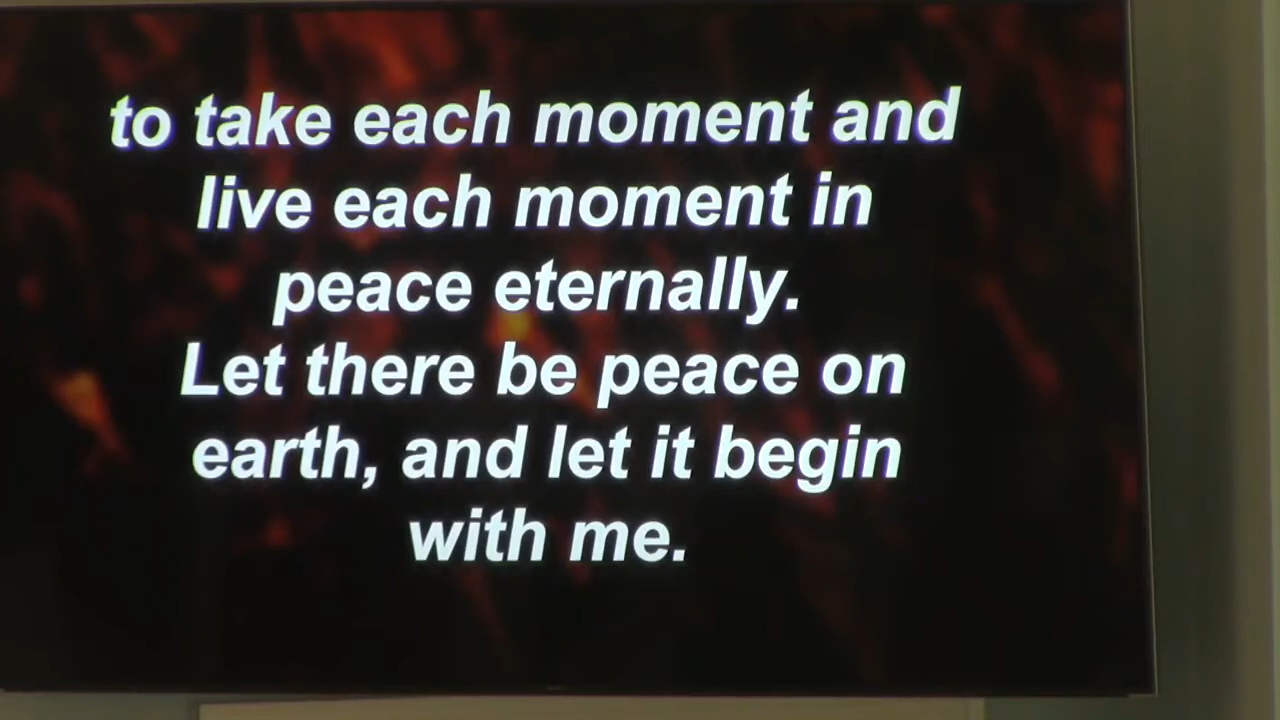 to take each moment and
live each moment in
peace eternally.
Let there be peace on
earth, and let it begin
with me.